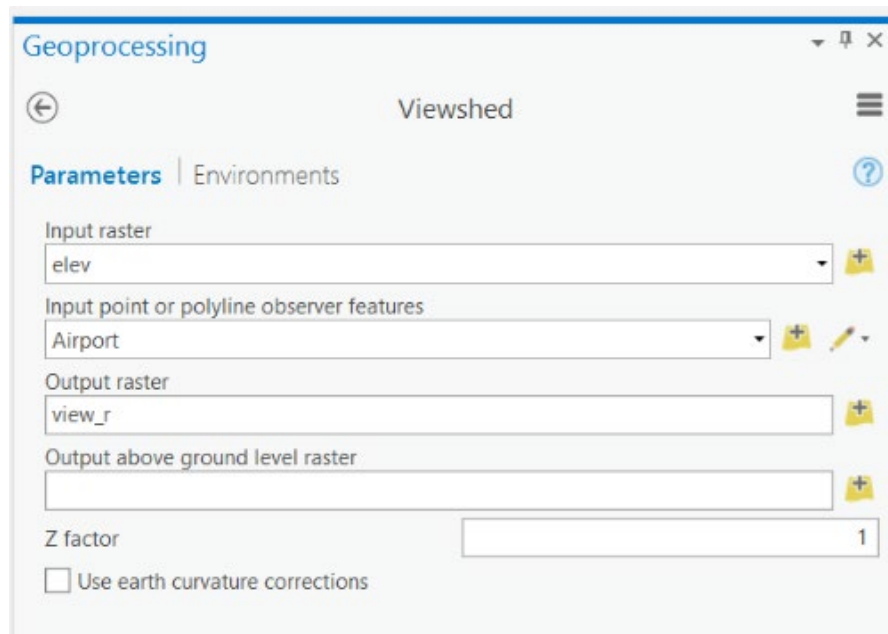 Geoprocessing
Viewshed
Parameters | Environments
?
Input raster
elev
Input point or polyline observer features
Airport
Output raster
view_r
Output above ground level raster
Z factor 1
Use earth curvature corrections